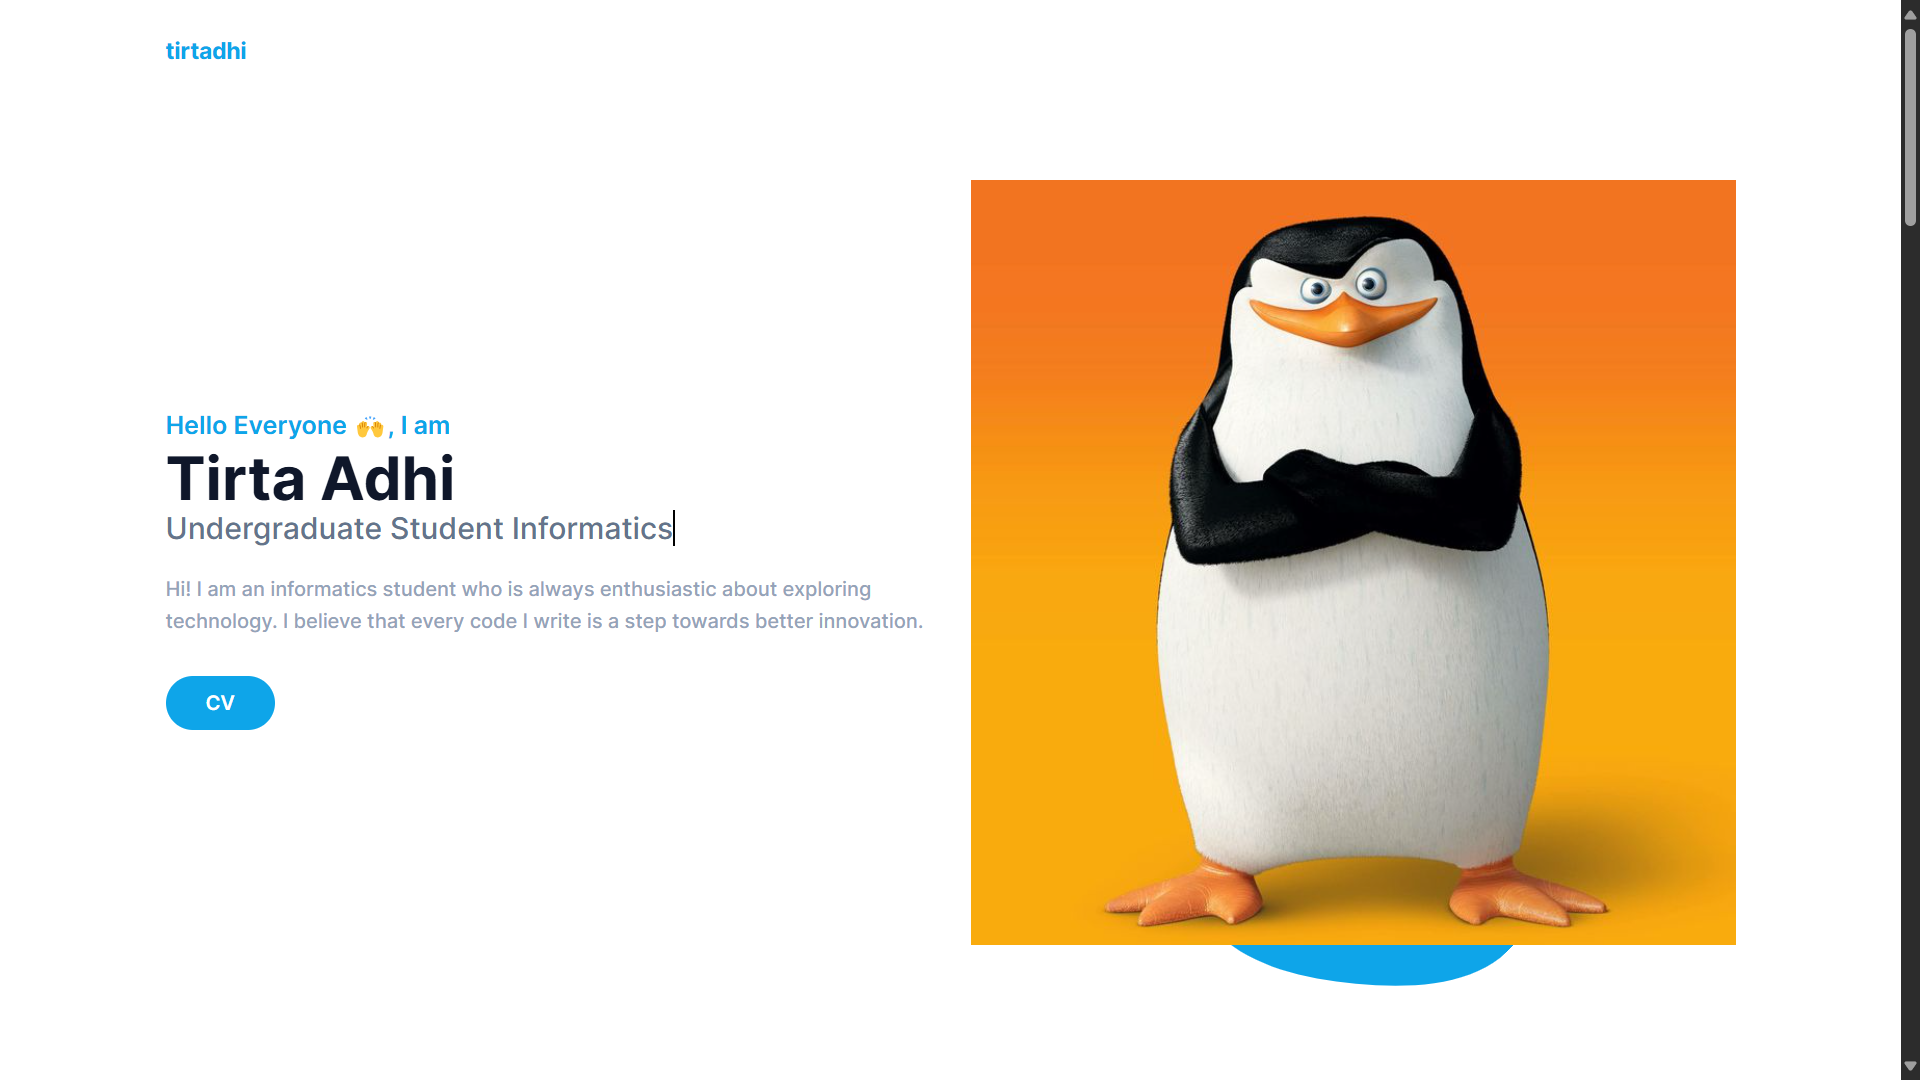 tirtadhi
Hello Everyone 🙌, I am
Tirta Adhi
Undergraduate Student Informatics
Hi! I am an informatics student who is always enthusiastic about exploring
technology. I believe that every code I write is a step towards better innovation.
CV